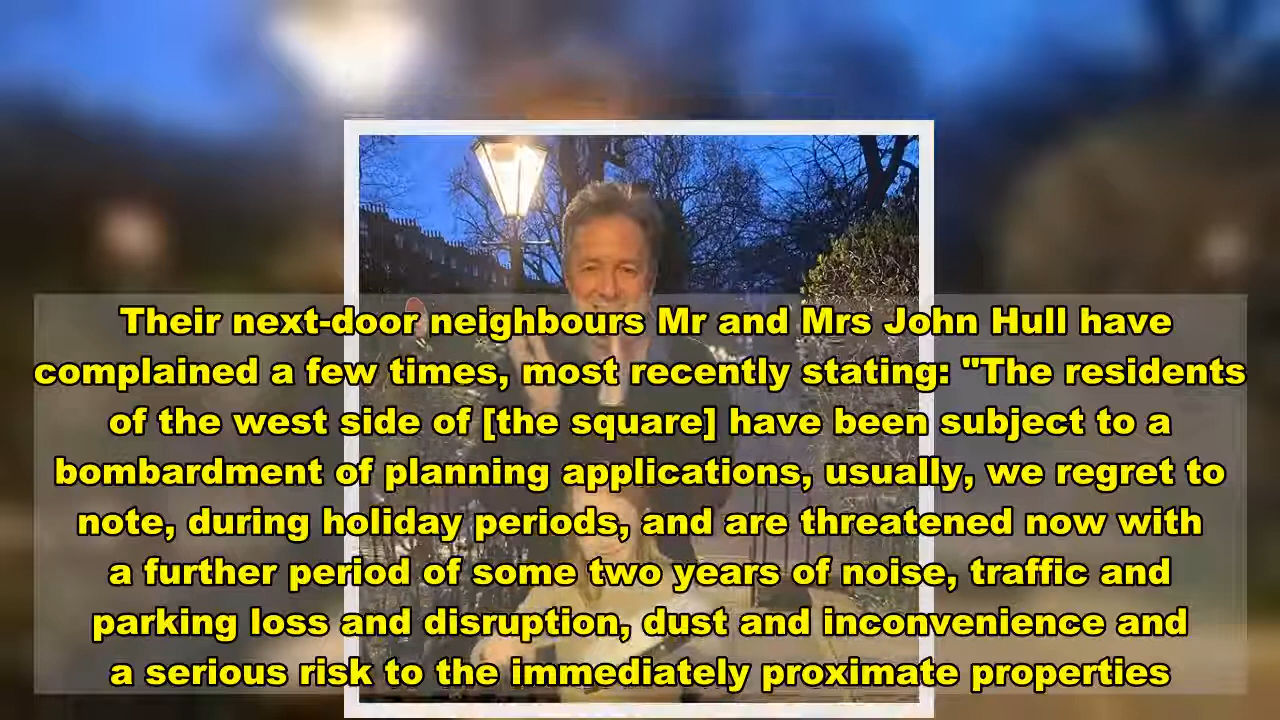 Their next-door neighbours Mr and Mrs John Hull have
complained a few times, most recently stating: "The residents
of the west side of [the square] have been subject to a
bombardment of planning applications, usually, we regret to
note, during holiday periods, and are threatened now with
a further period of some two years of noise, traffic and
parking loss and disruption, dust and inconvenience and
a serious risk to the immediately proximate properties